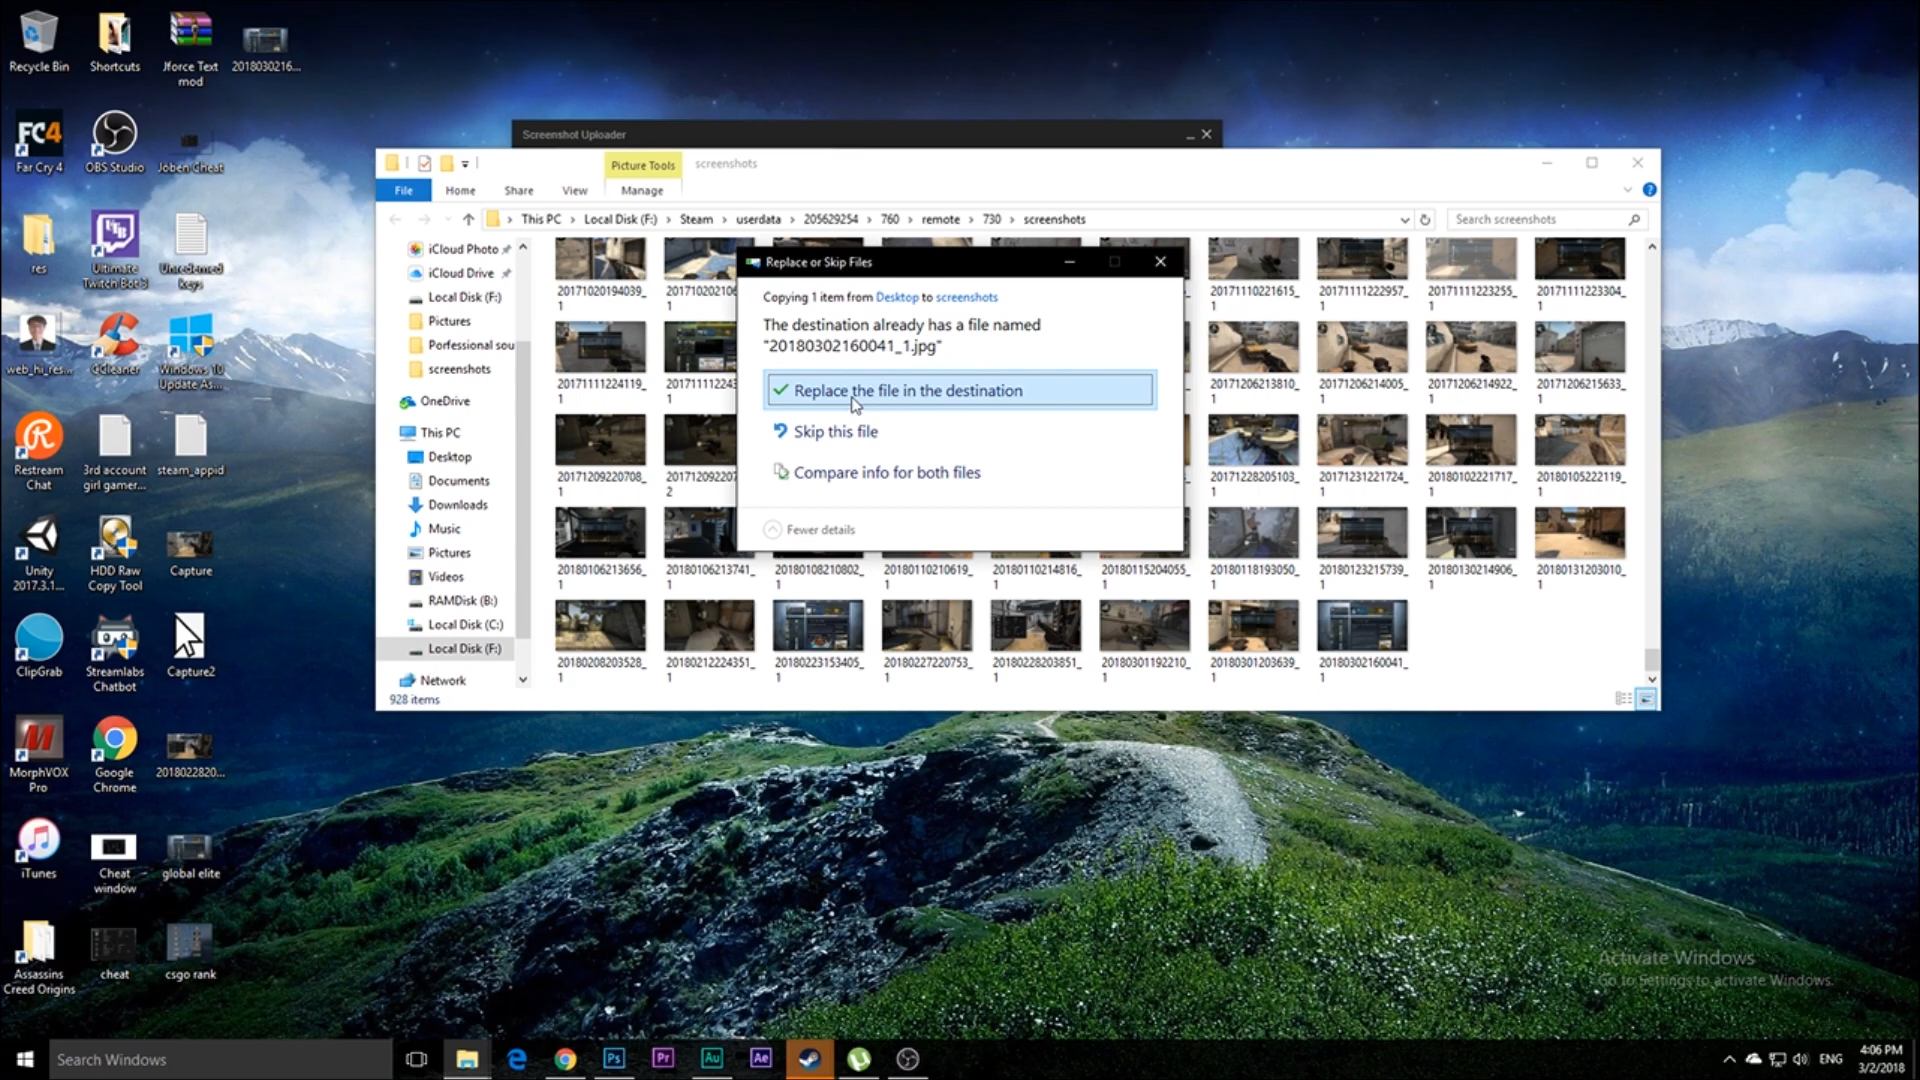 Recycle Bin
Shortcuts
Jforce Text
mod
2018030216...
FC4
Far Cry 4
OBS Studio
Joben Cheat
res
Ultimate
Twitch Bot 3
Unredeemed
keys
web_hi_res...
CCleaner
Windows 10
Update As...
Restream
Chat
3rd account
girl gamer...
steam_appid
Unity
2017.3.1...
HDD Raw
Copy Tool
Capture
ClipGrab
Streamlabs
Chatbot
Capture2
MorphVOX
Pro
Google
Chrome
2018022820...
iTunes
Cheat
window
global elite
Assassins
Creed Origins
cheat
csgo rank
Screenshot Uploader
Picture Tools
screenshots
File
Home
Share
View
Manage
This PC > Local Disk (F:) > Steam > userdata > 205629254 > 760 > remote > 730 > screenshots
Search screenshots
iCloud Photo
iCloud Drive
Local Disk (F:)
Pictures
Porfessional sou
screenshots
OneDrive
This PC
Desktop
Documents
Downloads
Music
Pictures
Videos
RAMDisk (B:)
Local Disk (C:)
Local Disk (F:)
Network
928 items
20171020194039_
1
201710202106
20171110221615_
1
20171111222957_
1
20171111223255_
1
20171111223304_
1
20171111224119_
1
2017111122443
20171206213810_
1
20171206214005_
1
20171206214922_
1
20171206215633_
1
20171209220708_
1
2017120922070
2
20171228205103_
1
20171231221724_
1
20180102221717_
1
20180105222119_
1
20180106213656_
1
20180106213741_
1
20180108210802_
1
20180110210619_
1
20180110214816_
1
20180115204055_
1
20180118193050_
1
20180123215739_
1
20180130214906_
1
20180131203010_
1
20180208203528_
1
20180212224351_
1
20180223153405_
1
20180227220753_
1
20180228203851_
1
20180301192210_
1
20180301203639_
1
20180302160041_
1
Replace or Skip Files
Copying 1 item from Desktop to screenshots
The destination already has a file named
"20180302160041_1.jpg"
Replace the file in the destination
Skip this file
Compare info for both files
Fewer details
Activate Windows
Go to Settings to activate Windows.
Search Windows
Ps
Pr
Au
Ae
ENG
4:06 PM
3/2/2018